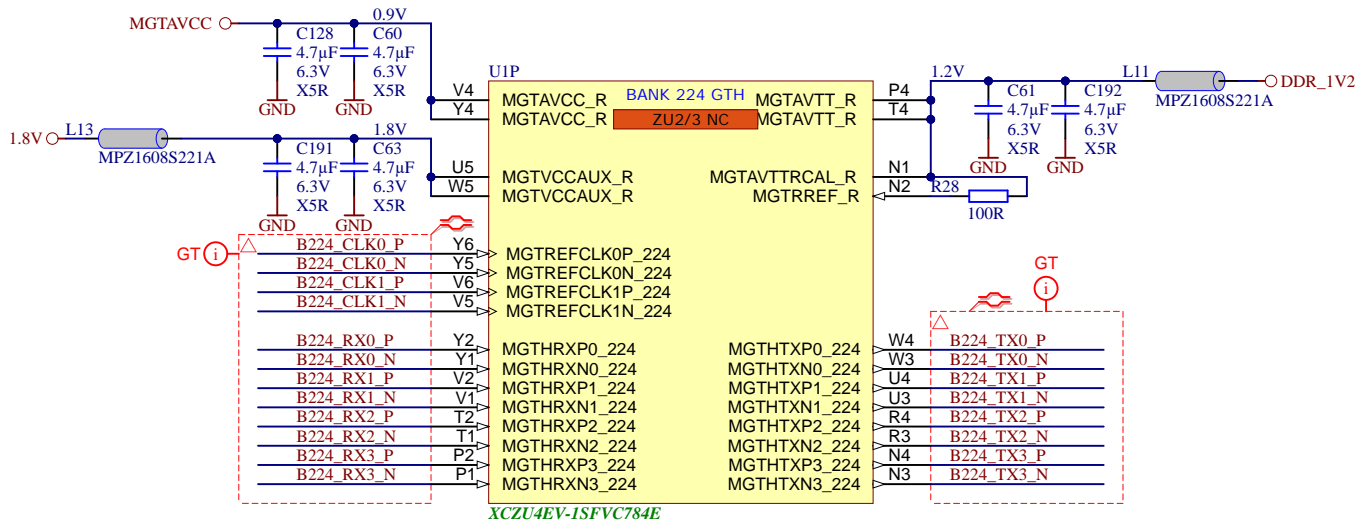 MGTAVCC
0.9V
C128
4.7µF
6.3V
X5R
GND
C60
4.7µF
6.3V
X5R
GND
1.8V
L13
MPZ1608S221A
1.8V
C191
4.7µF
6.3V
X5R
GND
C63
4.7µF
6.3V
X5R
GND
U1P
BANK 224 GTH
ZU2/3 NC
V4 MGTAVCC_R
Y4 MGTAVCC_R
U5 MGTVCCAUX_R
W5 MGTVCCAUX_R
MGTAVTT_R P4
MGTAVTT_R T4
MGTAVTTRCAL_R N1
MGTRREF_R N2
R28
100R
1.2V
C61
4.7µF
6.3V
X5R
GND
C192
4.7µF
6.3V
X5R
GND
L11
MPZ1608S221A
DDR_1V2
GT i
B224_CLK0_P Y6 MGTREFCLK0P_224
B224_CLK0_N Y5 MGTREFCLK0N_224
B224_CLK1_P V6 MGTREFCLK1P_224
B224_CLK1_N V5 MGTREFCLK1N_224
B224_RX0_P Y2 MGTHRXP0_224
B224_RX0_N Y1 MGTHRXN0_224
B224_RX1_P V2 MGTHRXP1_224
B224_RX1_N V1 MGTHRXN1_224
B224_RX2_P T2 MGTHRXP2_224
B224_RX2_N T1 MGTHRXN2_224
B224_RX3_P P2 MGTHRXP3_224
B224_RX3_N P1 MGTHRXN3_224
GT
i
MGTHTXP0_224 W4 B224_TX0_P
MGTHTXN0_224 W3 B224_TX0_N
MGTHTXP1_224 U4 B224_TX1_P
MGTHTXN1_224 U3 B224_TX1_N
MGTHTXP2_224 R4 B224_TX2_P
MGTHTXN2_224 R3 B224_TX2_N
MGTHTXP3_224 N4 B224_TX3_P
MGTHTXN3_224 N3 B224_TX3_N
XCZU4EV-1SFVC784E